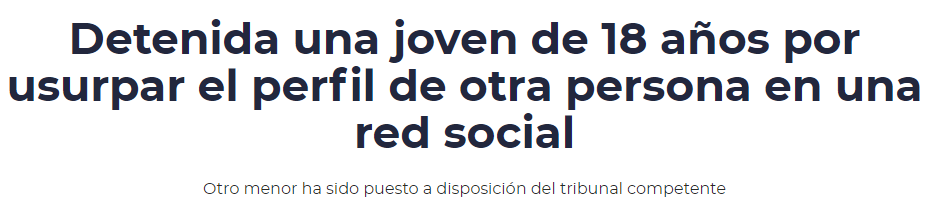 Detenida una joven de 18 años por
usurpar el perfil de otra persona en una
red social
Otro menor ha sido puesto a disposición del tribunal competente